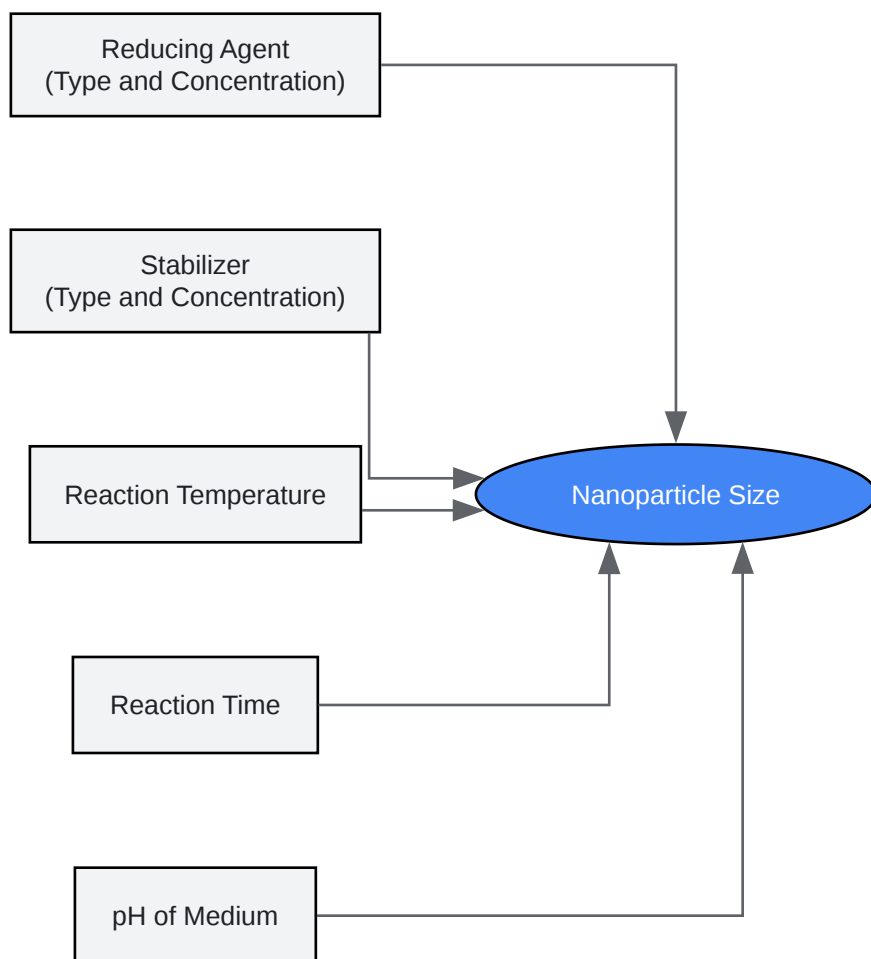 Reducing Agent
(Type and Concentration)
Stabilizer
(Type and Concentration)
Reaction Temperature
Nanoparticle Size
Reaction Time
pH of Medium